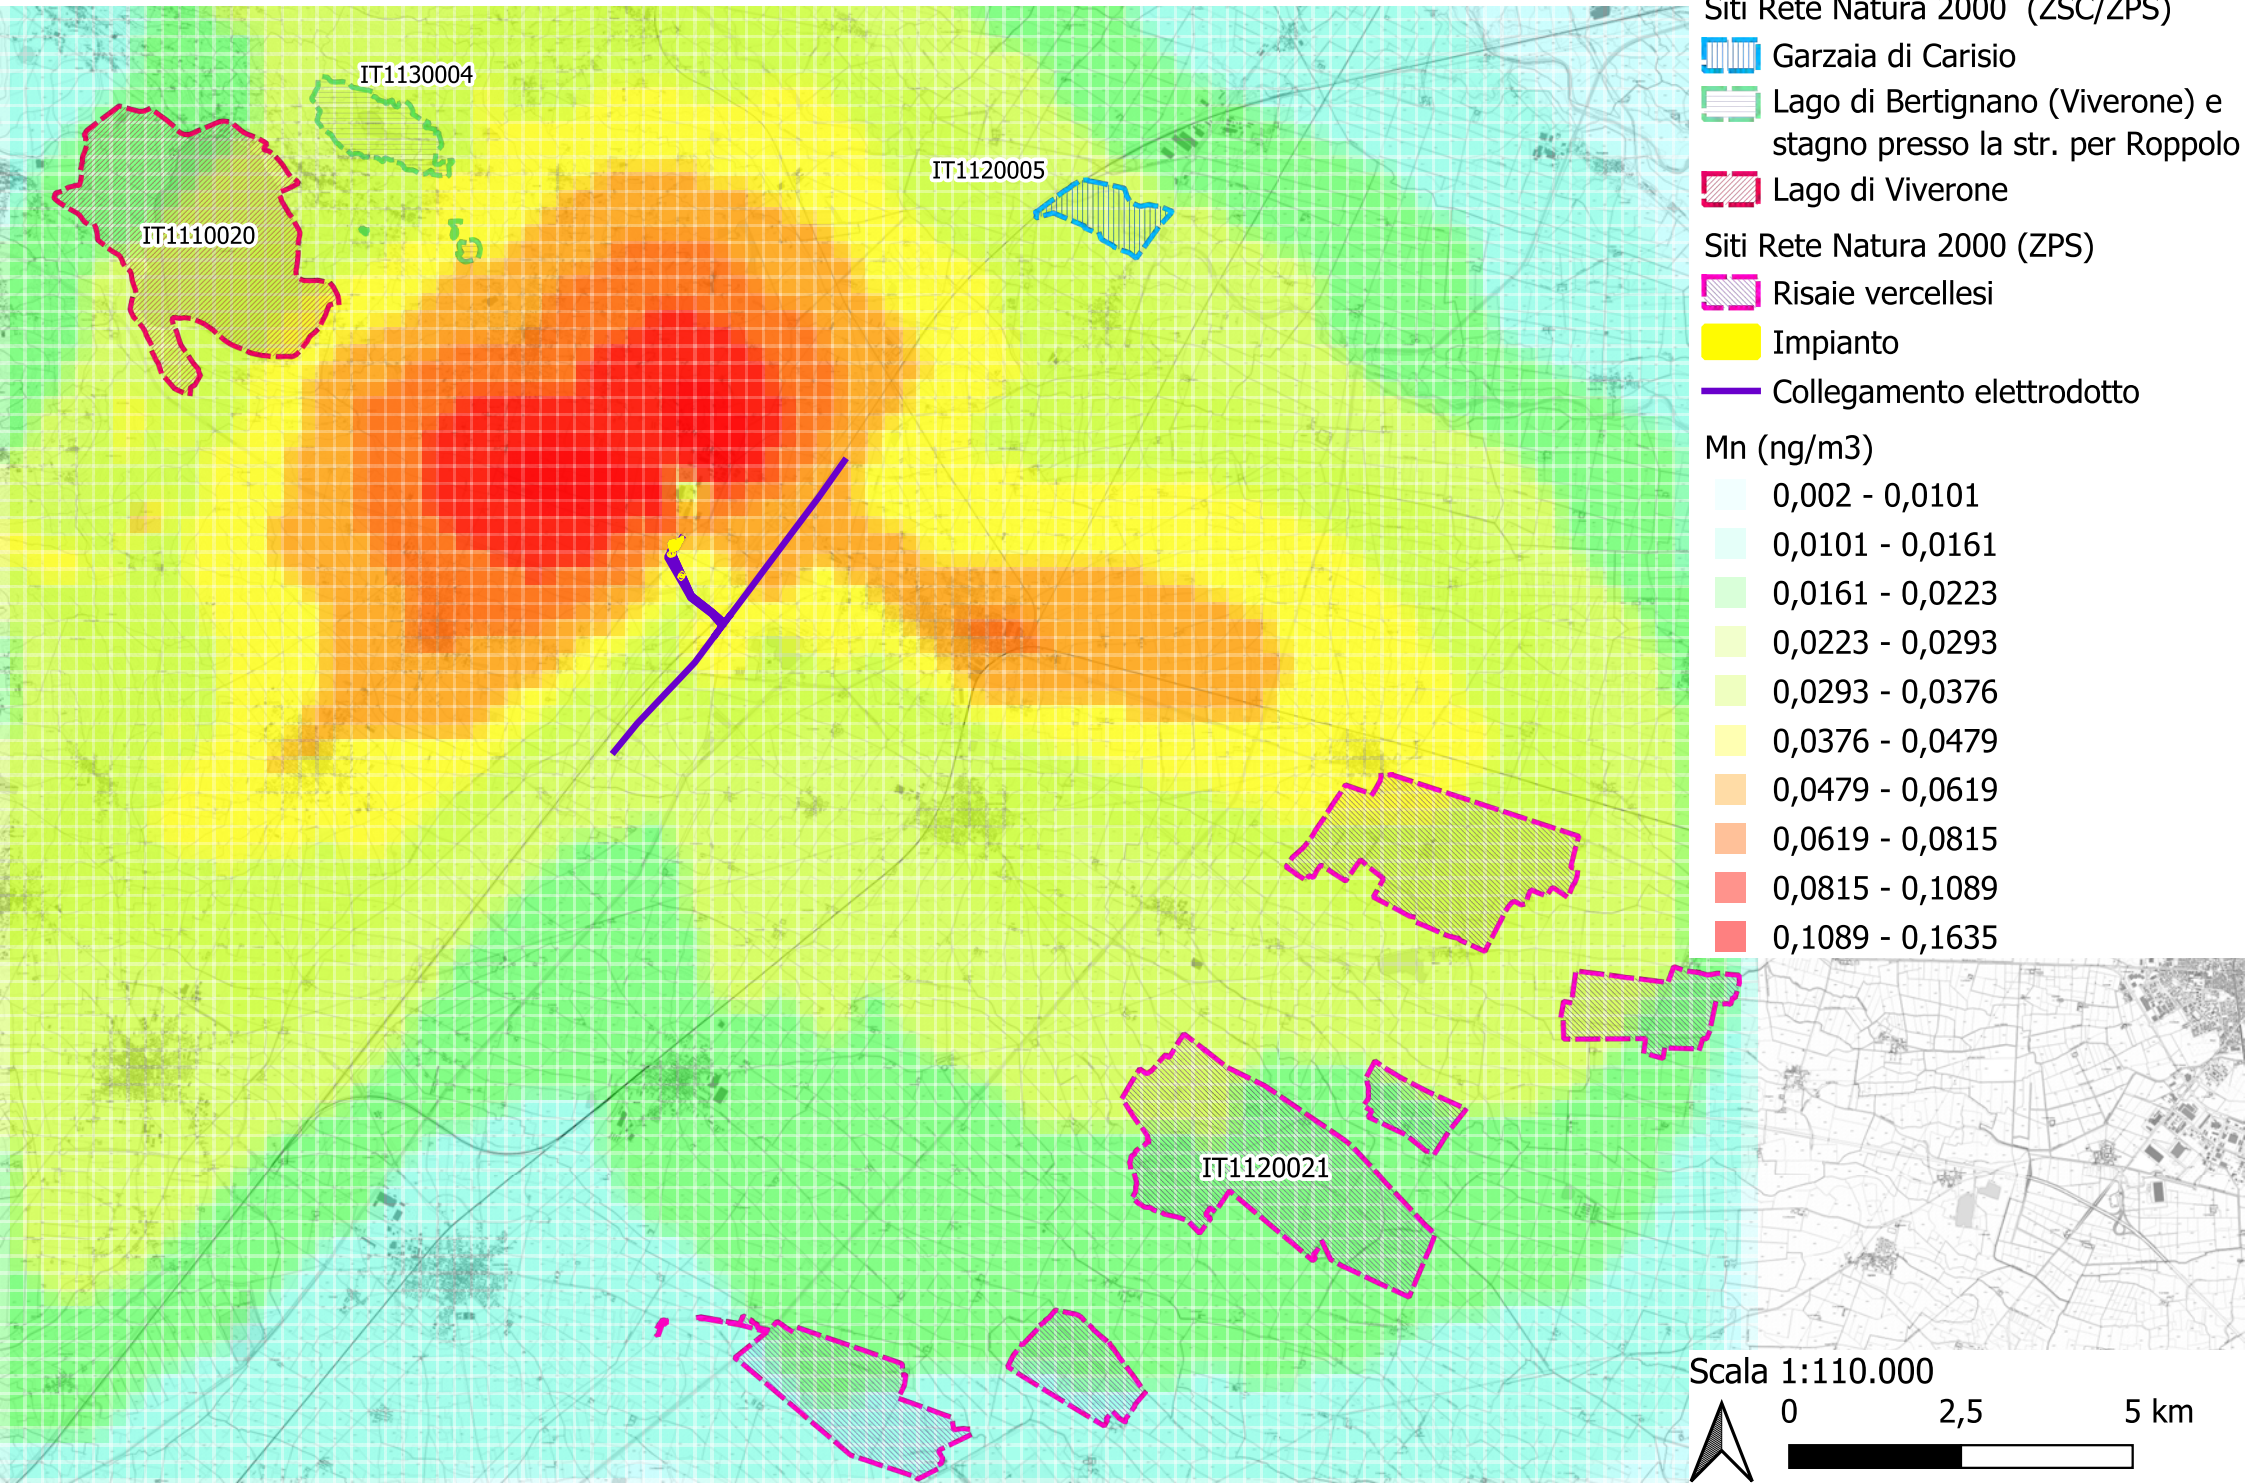 IT1130004
IT1110020
IT1120005
IT1120021
Siti Rete Natura 2000 (ZSC/ZPS)
Garzaia di Carisio
Lago di Bertignano (Viverone) e
stagno presso la str. per Roppolo
Lago di Viverone
Siti Rete Natura 2000 (ZPS)
Risaie vercellesi
Impianto
Collegamento elettrodotto
Mn (ng/m3)
0,002 - 0,0101
0,0101 - 0,0161
0,0161 - 0,0223
0,0223 - 0,0293
0,0293 - 0,0376
0,0376 - 0,0479
0,0479 - 0,0619
0,0619 - 0,0815
0,0815 - 0,1089
0,1089 - 0,1635
Scala 1:110.000
0 2,5 5 km